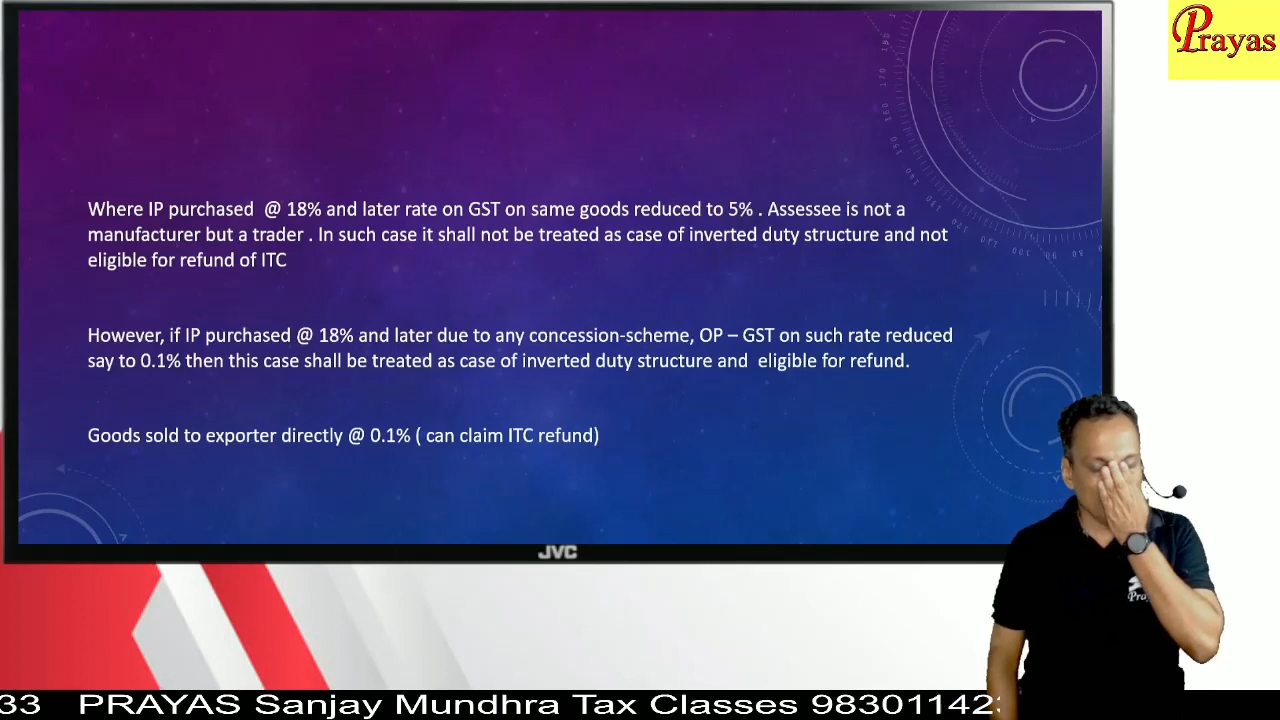 Prayas
Where IP purchased @ 18% and later rate on GST on same goods reduced to 5% . Assessee is not a
manufacturer but a trader . In such case it shall not be treated as case of inverted duty structure and not
eligible for refund of ITC
However, if IP purchased @ 18% and later due to any concession-scheme, OP – GST on such rate reduced
say to 0.1% then this case shall be treated as case of inverted duty structure and eligible for refund.
Goods sold to exporter directly @ 0.1% ( can claim ITC refund)
JVC
33 PRAYAS Sanjay Mundhra Tax Classes 983011423